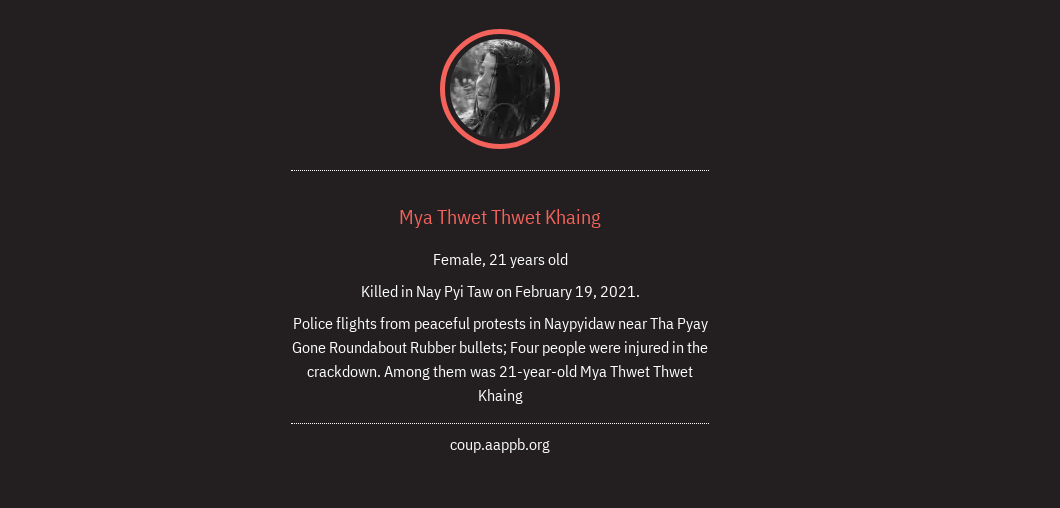 Mya Thwet Thwet Khaing
Female, 21 years old
Killed in Nay Pyi Taw on February 19, 2021.
Police flights from peaceful protests in Naypyidaw near Tha Pyay
Gone Roundabout Rubber bullets; Four people were injured in the
crackdown. Among them was 21-year-old Mya Thwet Thwet
Khaing
coup.aappb.org